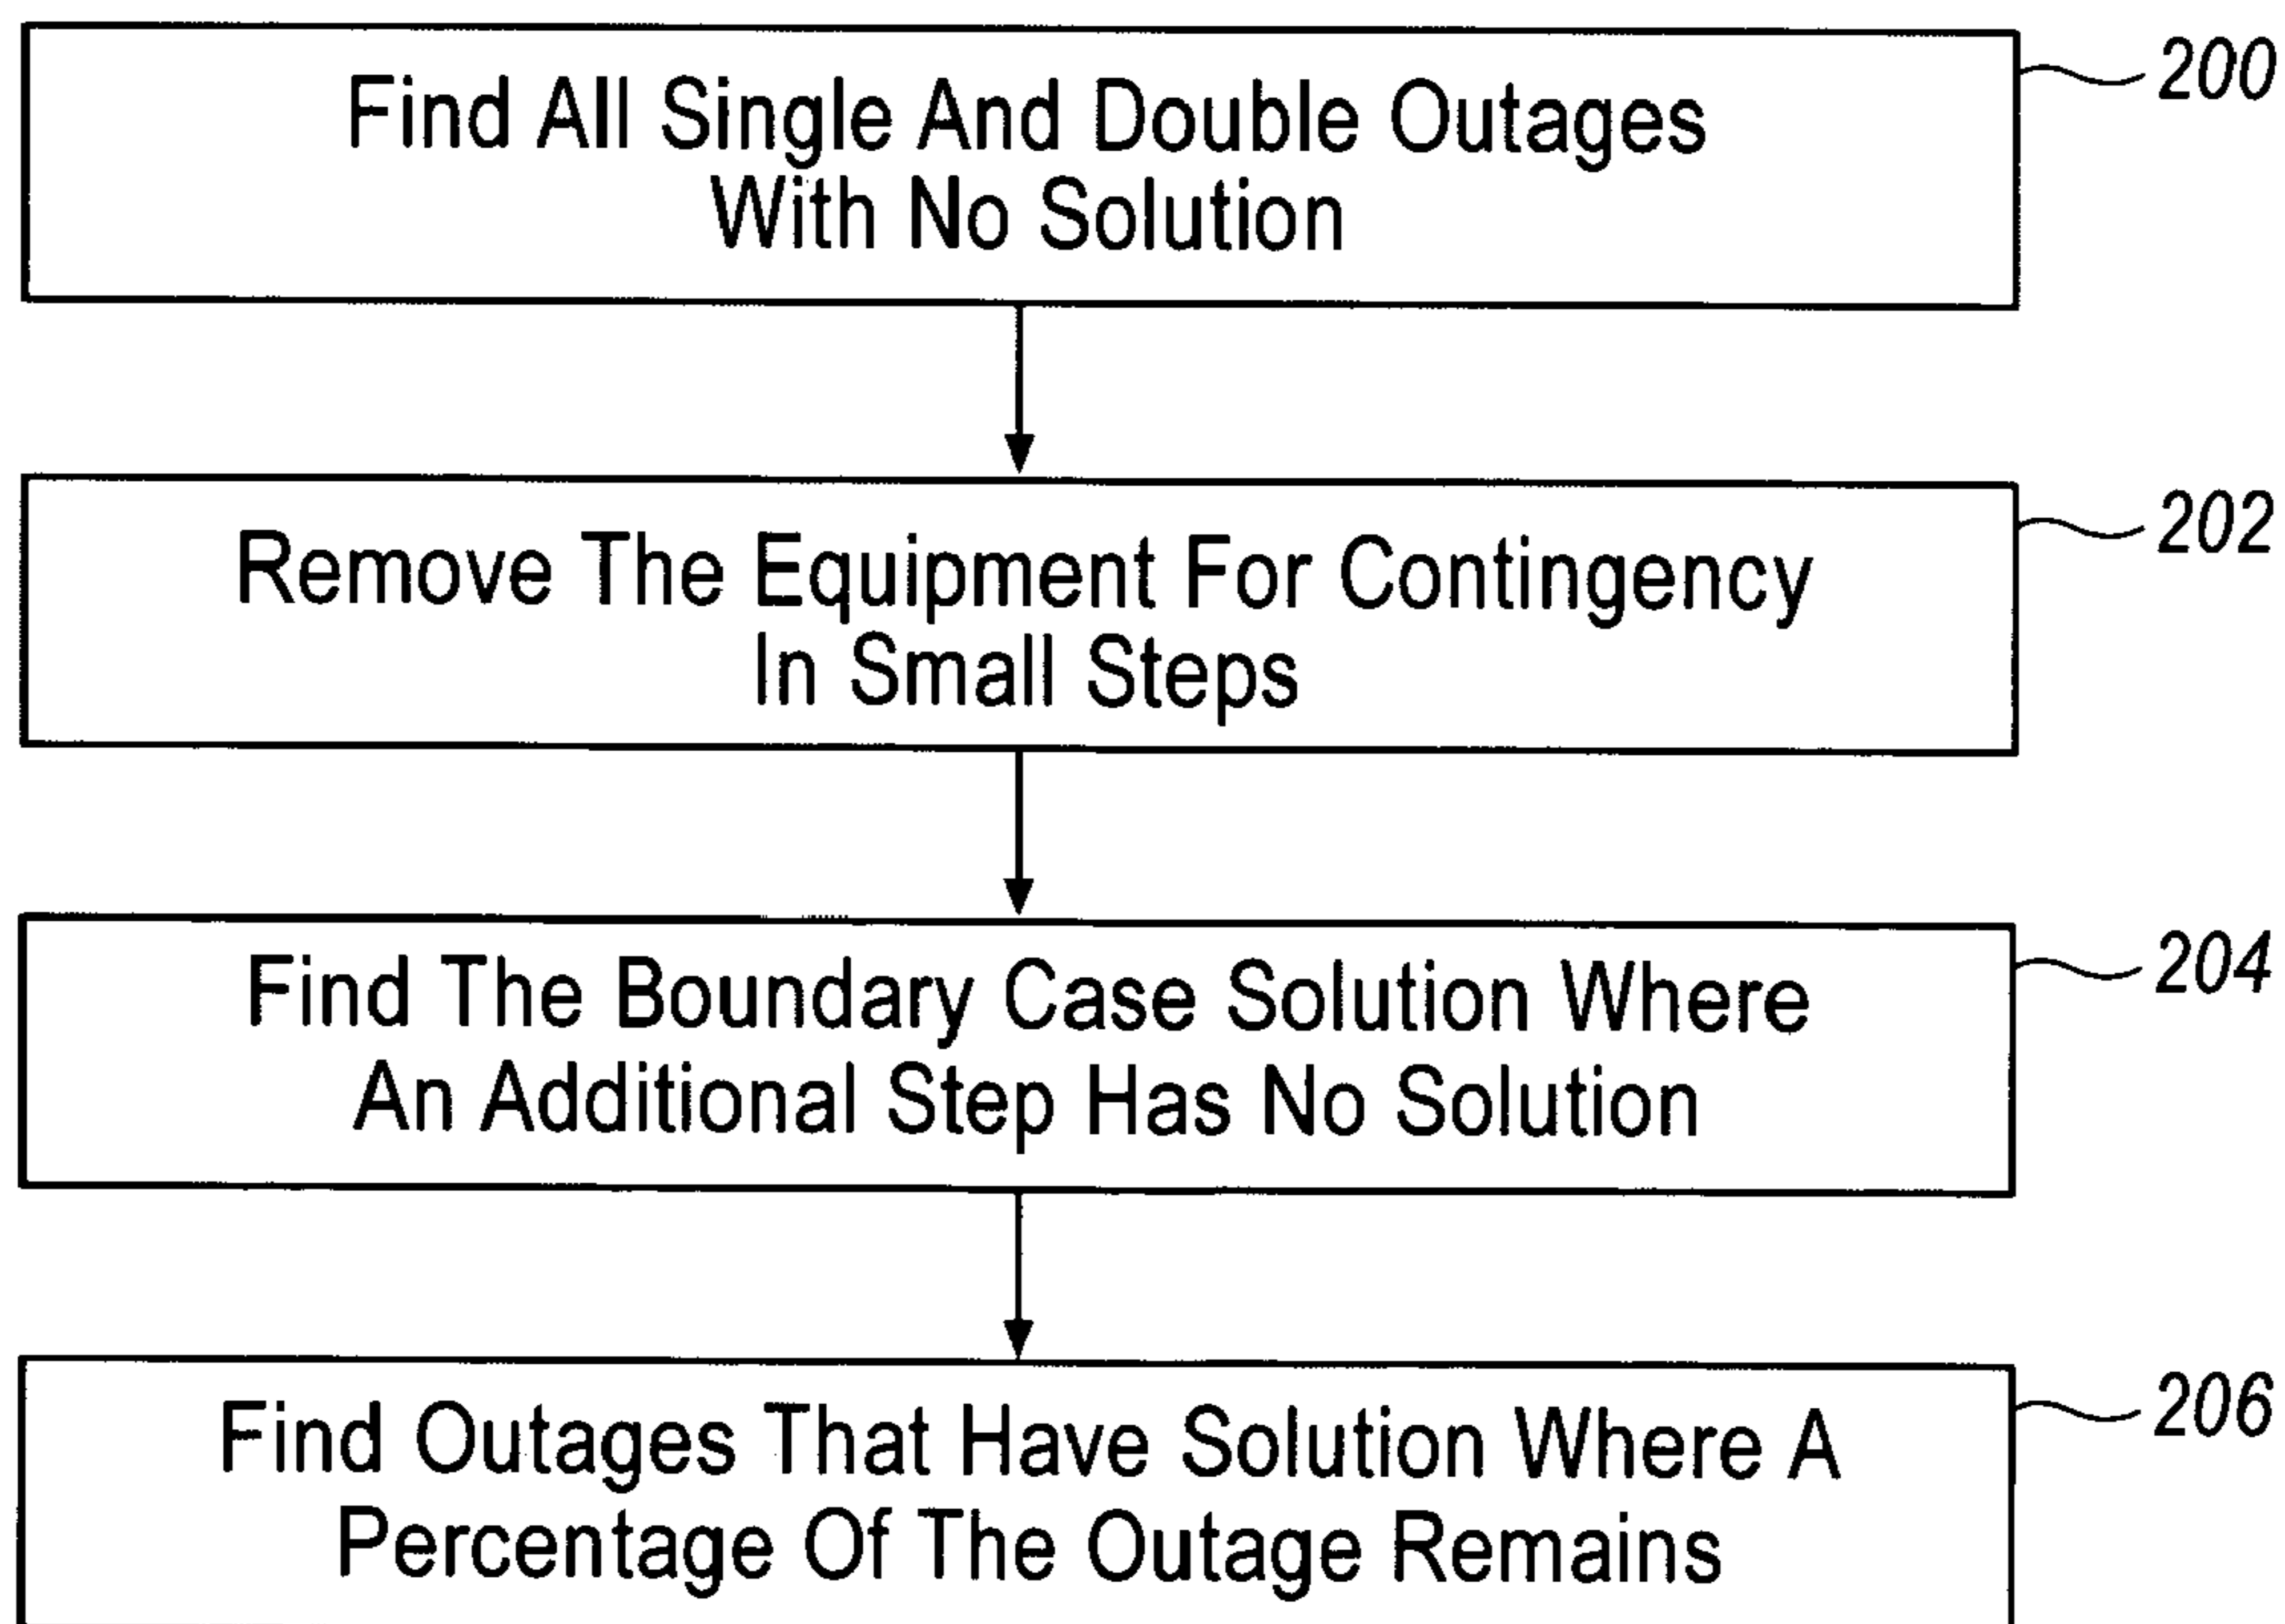 Find All Single And Double Outages
With No Solution
200
Remove The Equipment For Contingency
In Small Steps
202
Find The Boundary Case Solution Where
An Additional Step Has No Solution
204
Find Outages That Have Solution Where A
Percentage Of The Outage Remains
206